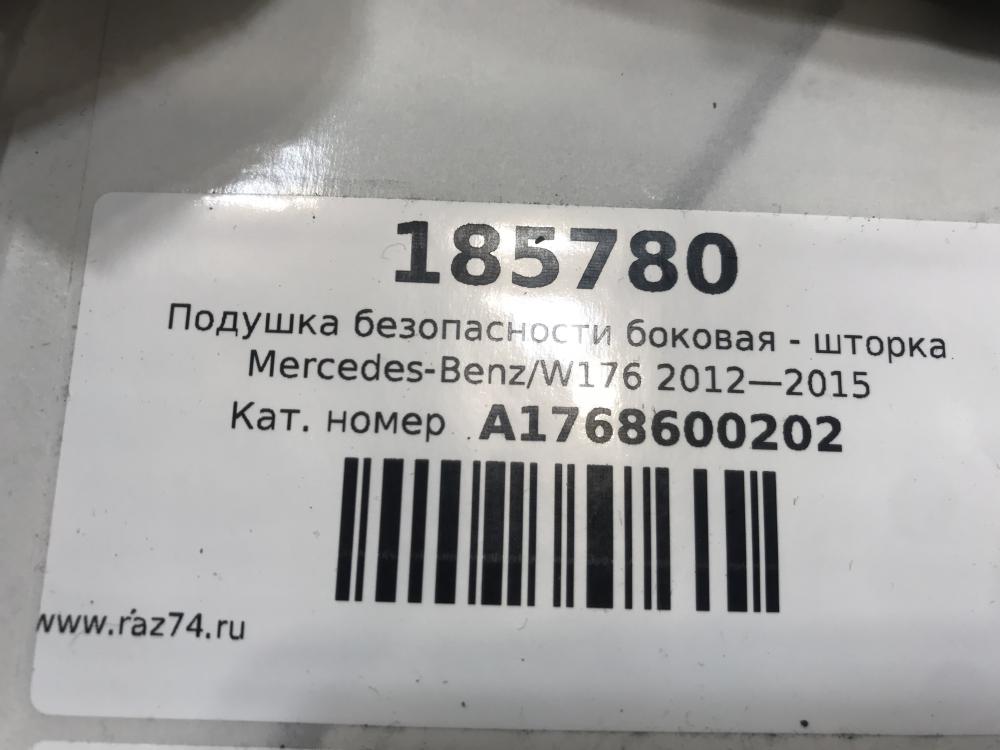 185780
Подушка безопасности боковая - шторка
Mercedes-Benz/W176 2012—2015
Кат. номер A1768600202
www.raz74.ru